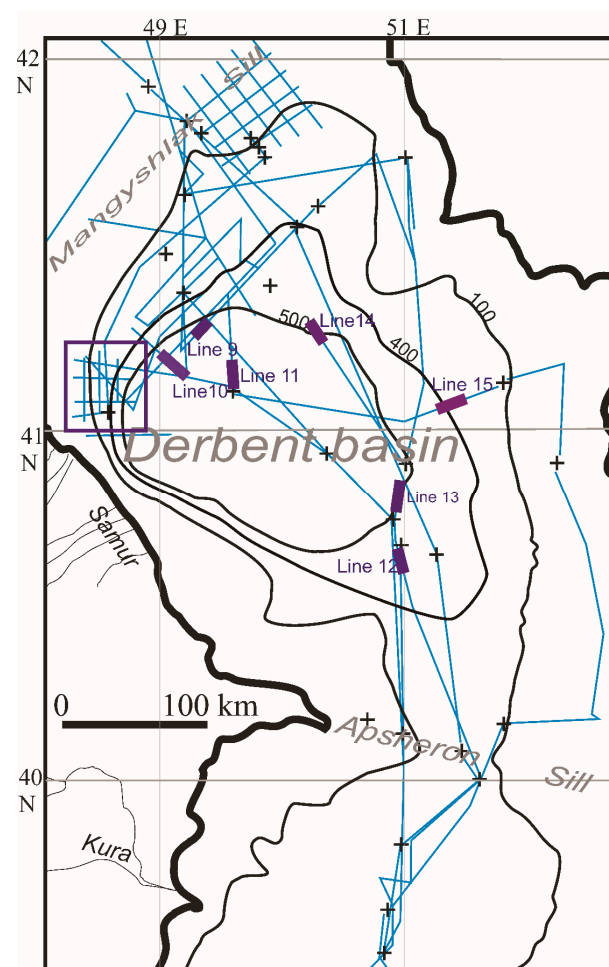 49 E
51 E
42
N
Sill
Mangyshlak
100
500
Line14
400
Line 9
Line10
Line 11
Line 15
41
N
Derbent basin
Line 13
Samur
Line 12
0
100 km
Apsheron
Sill
40
N
Kura